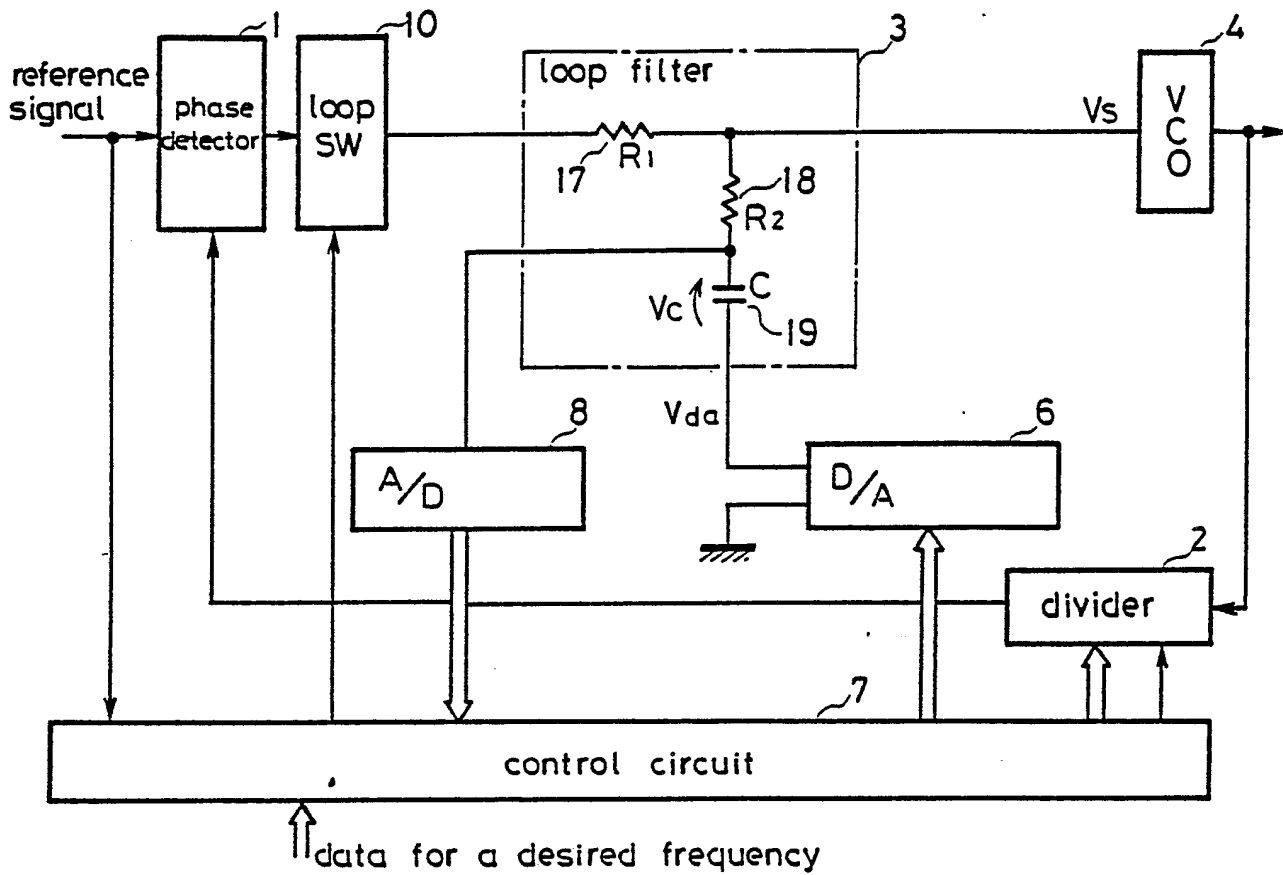 1
10
3
4
reference
signal
phase
detector
loop
SW
loop filter
17
R1
18
R2
Vs
VCO
Vc
C
19
Vda
8
A/D
6
D/A
2
divider
7
control circuit
data for a desired frequency